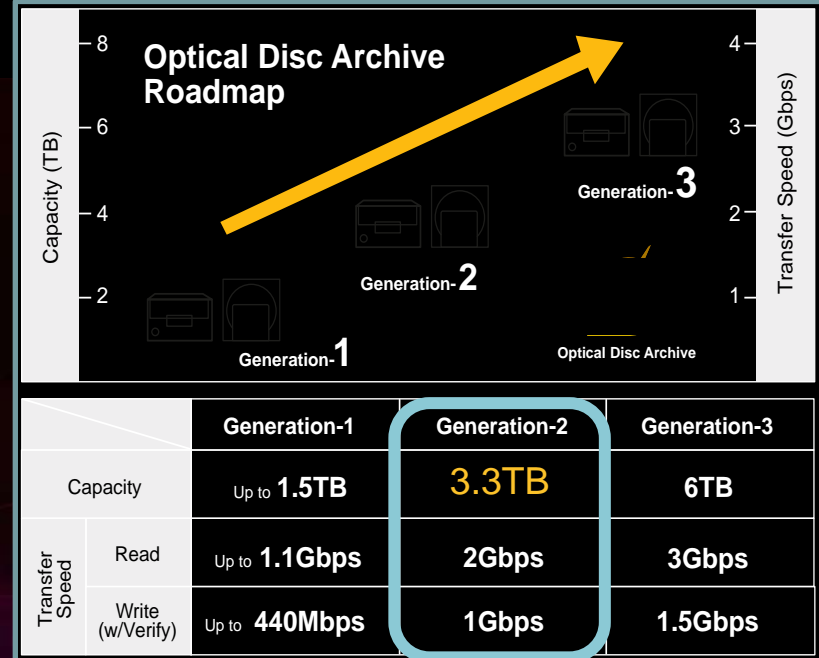 Optical Disc Archive
Roadmap
Capacity (TB)
8
6
4
2
Transfer Speed (Gbps)
4
3
2
1
Generation-3
Generation-2
Generation-1
Optical Disc Archive
Generation-1 Generation-2 Generation-3
Capacity Up to 1.5TB 3.3TB 6TB
Transfer
Speed
Read Up to 1.1Gbps 2Gbps 3Gbps
Write
(w/Verify)
Up to 440Mbps 1Gbps 1.5Gbps